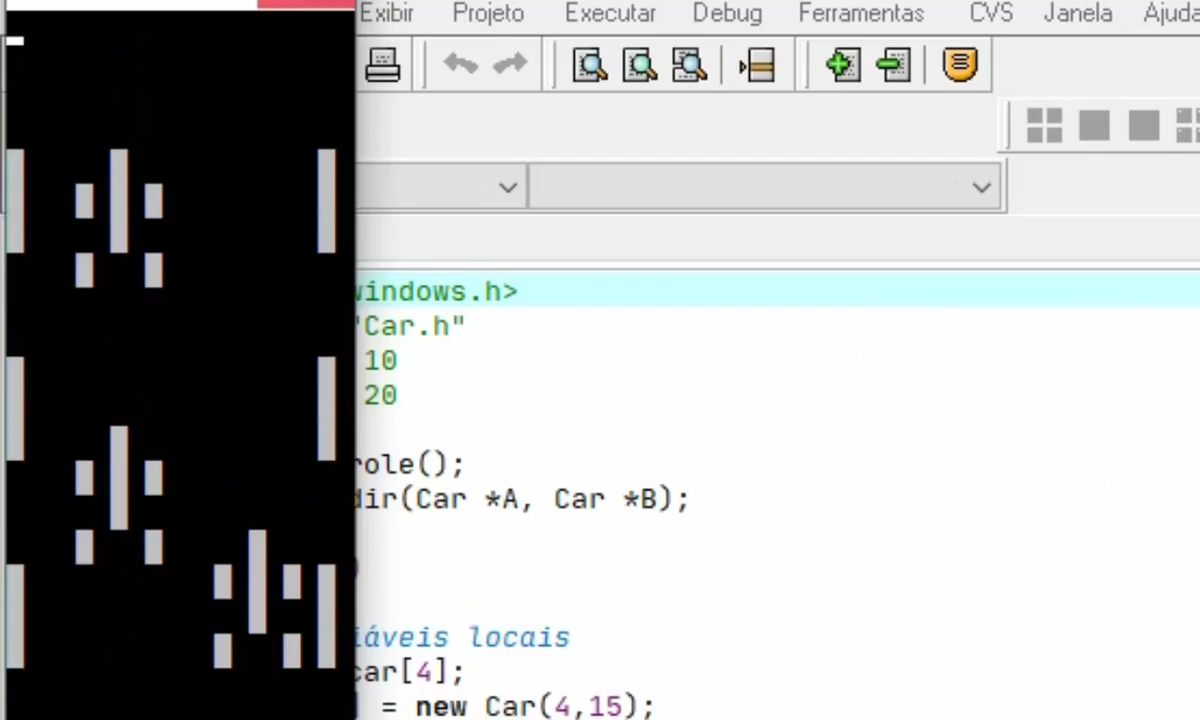 Exibir Projeto Executar Debug Ferramentas CVS Janela Ajuda
windows.h>
"Car.h"
10
20
role();
dir(Car *A, Car *B);
iáveis locais
car[4];
= new Car(4,15);